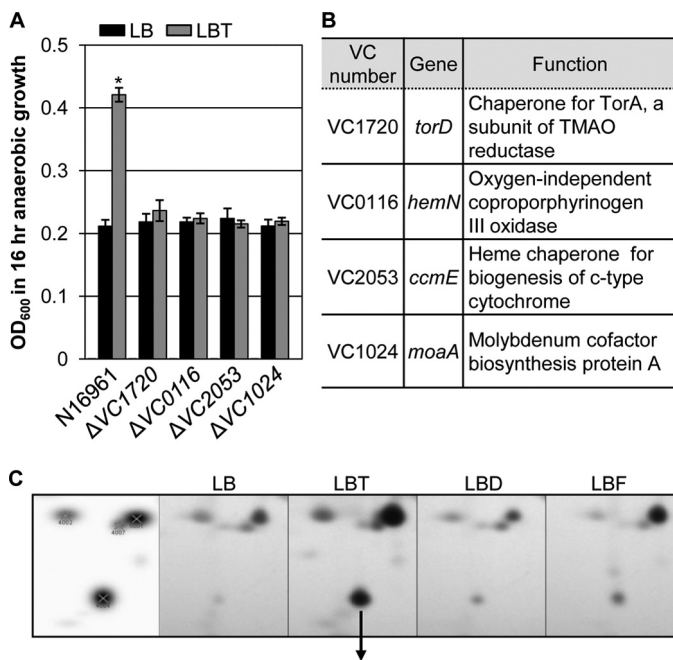 A
LB LBT
OD600 in 16 hr anaerobic growth
0.5
0.4
0.3
0.2
0.1
0
*
N16961
ΔVC1720
ΔVC0116
ΔVC2053
ΔVC1024
B
VC number Gene Function
VC1720 torD Chaperone for TorA, a subunit of TMAO reductase
VC0116 hemN Oxygen-independent coproporphyrinogen III oxidase
VC2053 ccmE Heme chaperone for biogenesis of c-type cytochrome
VC1024 moaA Molybdenum cofactor biosynthesis protein A
C
LB LBT LBD LBF
4002
4007